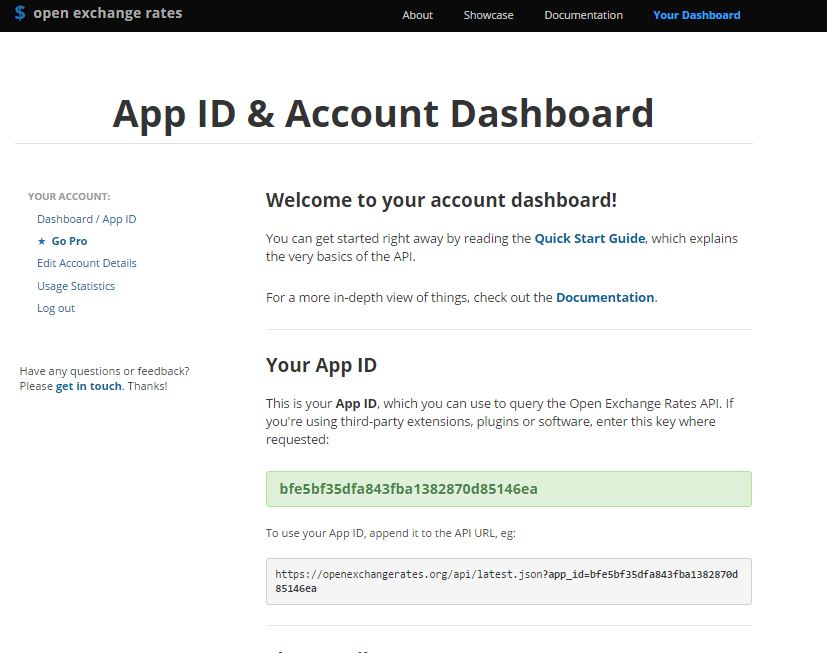 $ open exchange rates
About Showcase Documentation Your Dashboard
App ID & Account Dashboard
YOUR ACCOUNT:
Dashboard / App ID
★ Go Pro
Edit Account Details
Usage Statistics
Log out
Have any questions or feedback?
Please get in touch. Thanks!
Welcome to your account dashboard!
You can get started right away by reading the Quick Start Guide, which explains
the very basics of the API.
For a more in-depth view of things, check out the Documentation.
Your App ID
This is your App ID, which you can use to query the Open Exchange Rates API. If
you're using third-party extensions, plugins or software, enter this key where
requested:
bfe5bf35dfa843fba1382870d85146ea
To use your App ID, append it to the API URL, eg:
https://openexchangerates.org/api/latest.json?app_id=bfe5bf35dfa843fba1382870d
85146ea